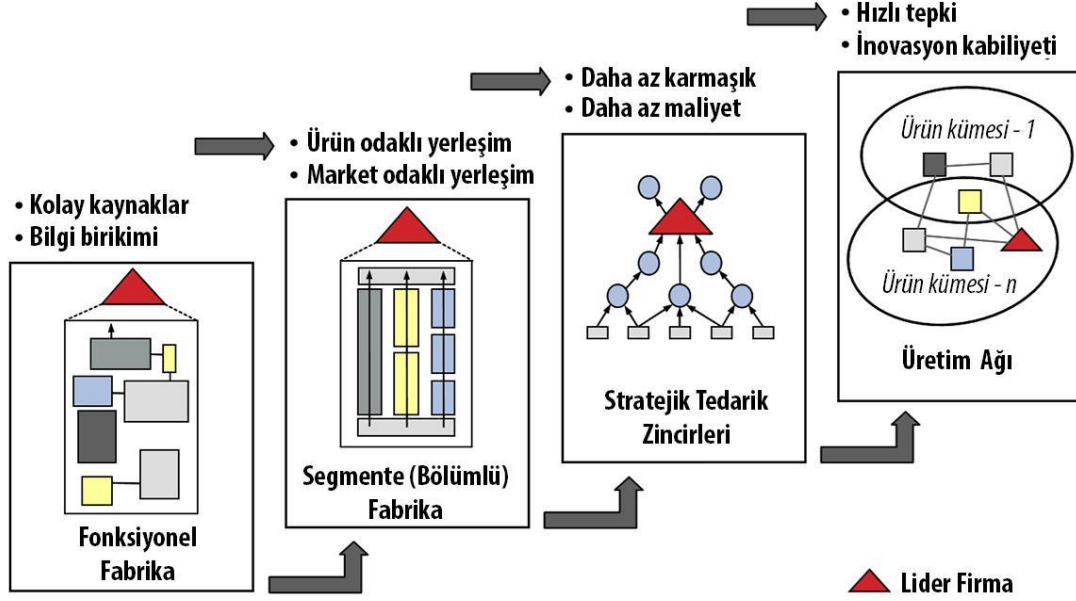 • Kolay kaynaklar
• Bilgi birikimi
Fonksiyonel
Fabrika
• Ürün odaklı yerleşim
• Market odaklı yerleşim
Segmente (Bölümlü)
Fabrika
• Daha az karmaşık
• Daha az maliyet
Stratejik Tedarik
Zincirleri
• Hızlı tepki
• İnovasyon kabiliyeti
Ürün kümesi - 1
Ürün kümesi - n
Üretim Ağı
Lider Firma